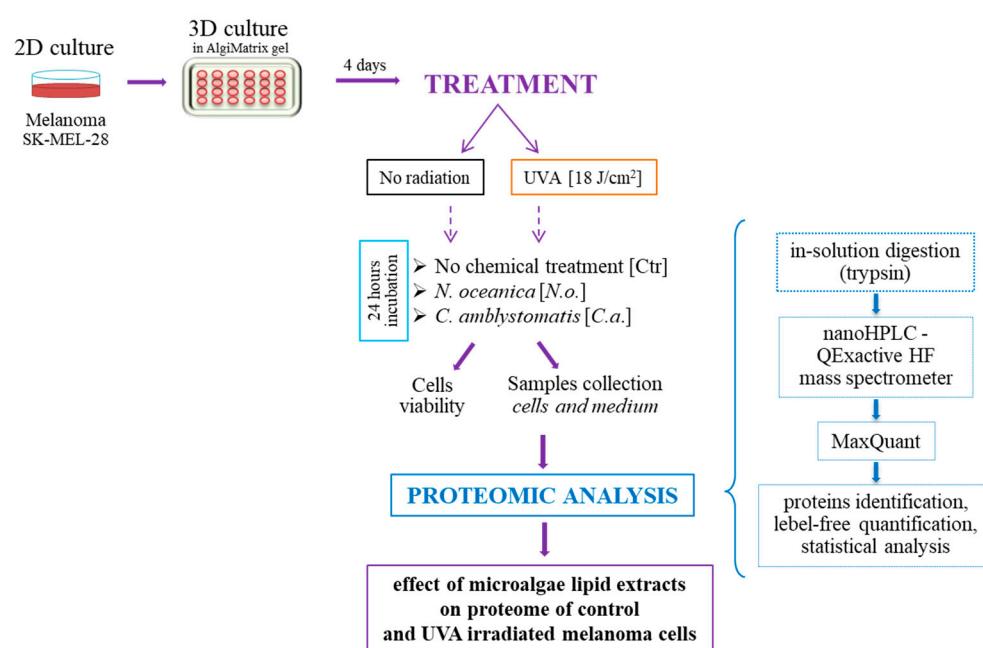 2D culture
Melanoma
SK-MEL-28
3D culture
in AlgiMatrix gel
4 days
TREATMENT
No radiation
UVA [18 J/cm²]
24 hours
incubation
➢ No chemical treatment [Ctr]
➢ N. oceanica [N.o.]
➢ C. amblystomatis [C.a.]
Cells
viability
Samples collection
cells and medium
PROTEOMIC ANALYSIS
effect of microalgae lipid extracts
on proteome of control
and UVA irradiated melanoma cells
in-solution digestion
(trypsin)
nanoHPLC -
QExactive HF
mass spectrometer
MaxQuant
proteins identification,
lebel-free quantification,
statistical analysis